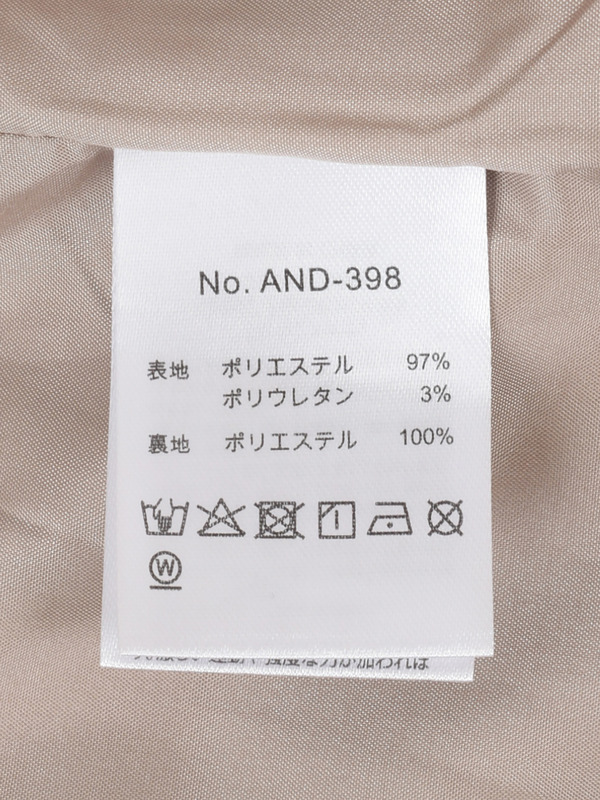 No. AND-398
表地 ポリエステル 97%
ポリウレタン 3%
裏地 ポリエステル 100%
W